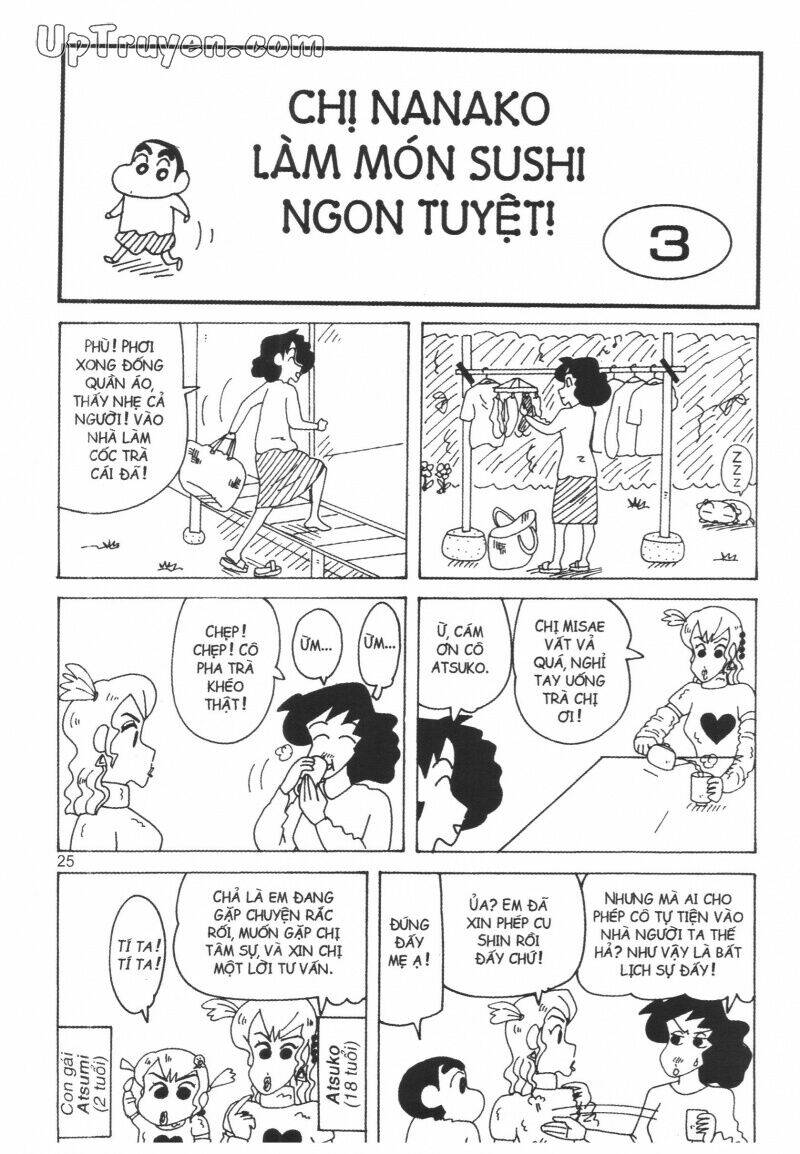 UpTruyen.com
CHỊ NANAKO
LÀM MÓN SUSHI
NGON TUYỆT!
3
Z
Z
Z
PHÙ! PHƠI
XONG ĐỐNG
QUẦN ÁO,
THẤY NHẸ CẢ
NGƯỜI! VÀO
NHÀ LÀM
CỐC TRÀ
CÁI ĐÃ!
CHỊ MISAE
VẤT VẢ
QUÁ, NGHỈ
TAY UỐNG
TRÀ CHỊ
ƠI!
Ừ, CÁM
ƠN CÔ
ATSUKO.
ỪM...
ỪM...
CHẸP!
CHẸP! CÔ
PHA TRÀ
KHÉO
THẬT!
25
NHƯNG MÀ AI CHO
PHÉP CÔ TỰ TIỆN VÀO
NHÀ NGƯỜI TA THẾ
HẢ? NHƯ VẬY LÀ BẤT
LỊCH SỰ ĐẤY!
ỦA? EM ĐÃ
XIN PHÉP CU
SHIN RỒI
ĐẤY CHỨ!
ĐÚNG
ĐẤY
MẸ Ạ!
CHẢ LÀ EM ĐANG
GẶP CHUYỆN RẮC
RỐI, MUỐN GẶP CHỊ
TÂM SỰ, VÀ XIN CHỊ
MỘT LỜI TƯ VẤN.
Atsuko
(18 tuổi)
TÍ TA!
TÍ TA!
Con gái
Atsumi
(2 tuổi)